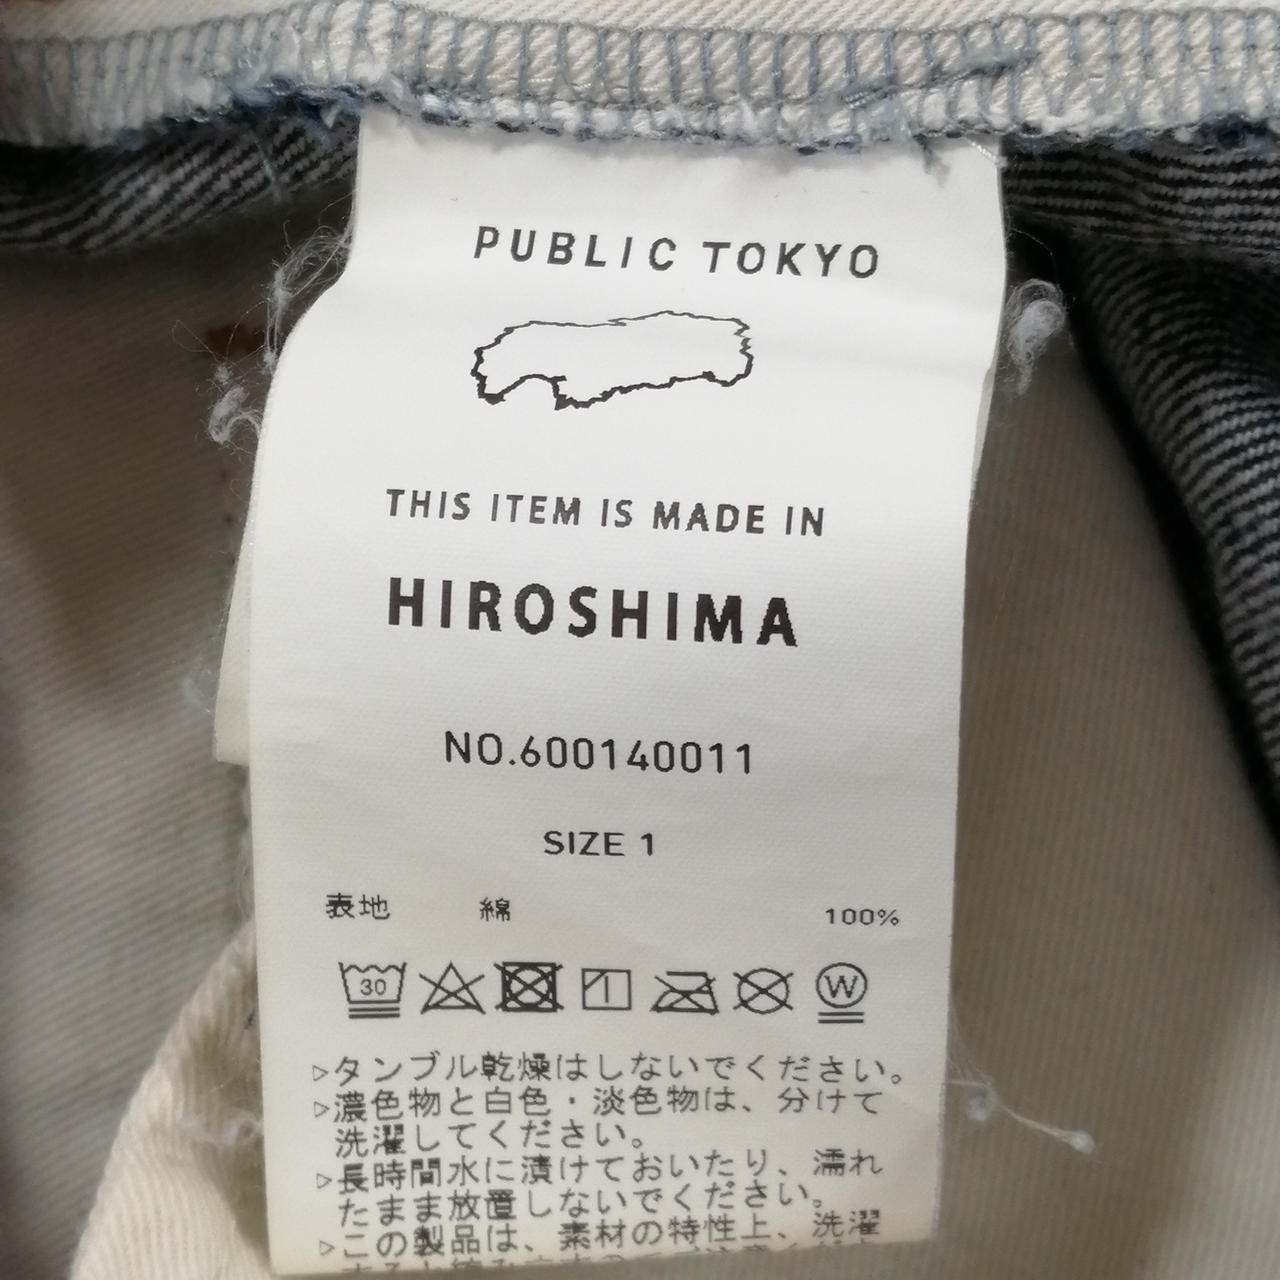 PUBLIC TOKYO
THIS ITEM IS MADE IN
HIROSHIMA
NO.600140011
SIZE 1
表地 綿 100%
30 W
▷タンブル乾燥はしないでください。
▷濃色物と白色・淡色物は、分けて
洗濯してください。
▷長時間水に漬けておいたり、濡れ
たまま放置しないでください。
▷この製品は、素材の特性上、洗濯